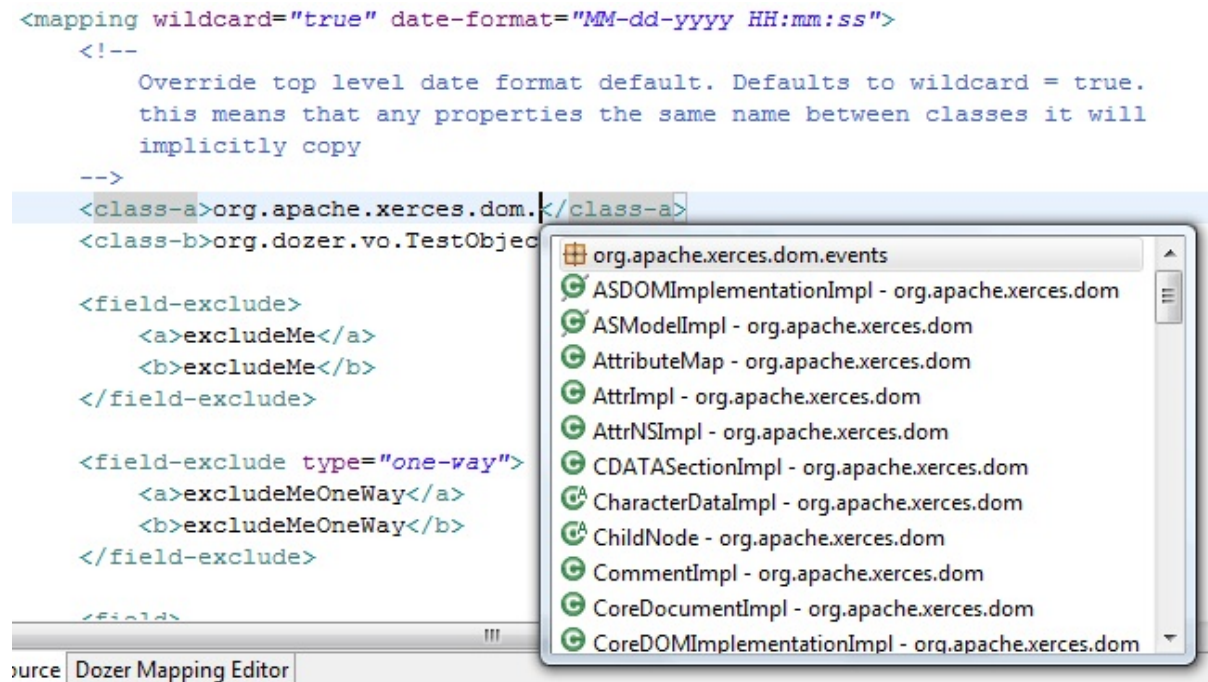 <mapping wildcard="true" date-format="MM-dd-yyyy HH:mm:ss">
<!--
Override top level date format default. Defaults to wildcard = true.
this means that any properties the same name between classes it will
implicitly copy
-->
<class-a>org.apache.xerces.dom.</class-a>
<class-b>org.dozer.vo.TestObjec
<field-exclude>
<a>excludeMe</a>
<b>excludeMe</b>
</field-exclude>
<field-exclude type="one-way">
<a>excludeMeOneWay</a>
<b>excludeMeOneWay</b>
</field-exclude>
<field>
org.apache.xerces.dom.events
ASDOMImplementationImpl - org.apache.xerces.dom
ASModelImpl - org.apache.xerces.dom
AttributeMap - org.apache.xerces.dom
AttrImpl - org.apache.xerces.dom
AttrNSImpl - org.apache.xerces.dom
CDATASectionImpl - org.apache.xerces.dom
CharacterDataImpl - org.apache.xerces.dom
ChildNode - org.apache.xerces.dom
CommentImpl - org.apache.xerces.dom
CoreDocumentImpl - org.apache.xerces.dom
CoreDOMImplementationImpl - org.apache.xerces.dom
ource Dozer Mapping Editor